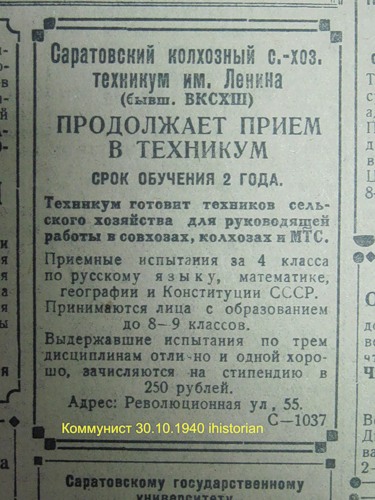 Саратовский колхозный с.-хоз.
техникум им. Ленина
(бывш. ВКСХШ)
ПРОДОЛЖАЕТ ПРИЕМ
В ТЕХНИКУМ
СРОК ОБУЧЕНИЯ 2 ГОДА.
Техникум готовит техников сель-
ского хозяйства для руководящей
работы в совхозах, колхозах и МТС.
Приемные испытания за 4 класса
по русскому языку, математике,
географии и Конституции СССР.
Принимаются лица с образованием
до 8-9 классов.
Выдержавшие испытания по трем
дисциплинам отлично и одной хоро-
шо, зачисляются на стипендию в
250 рублей.
Адрес: Революционная ул, 55.
С—1037
Коммунист 30.10.1940 ihistorian
Саратовскому государственному
университету